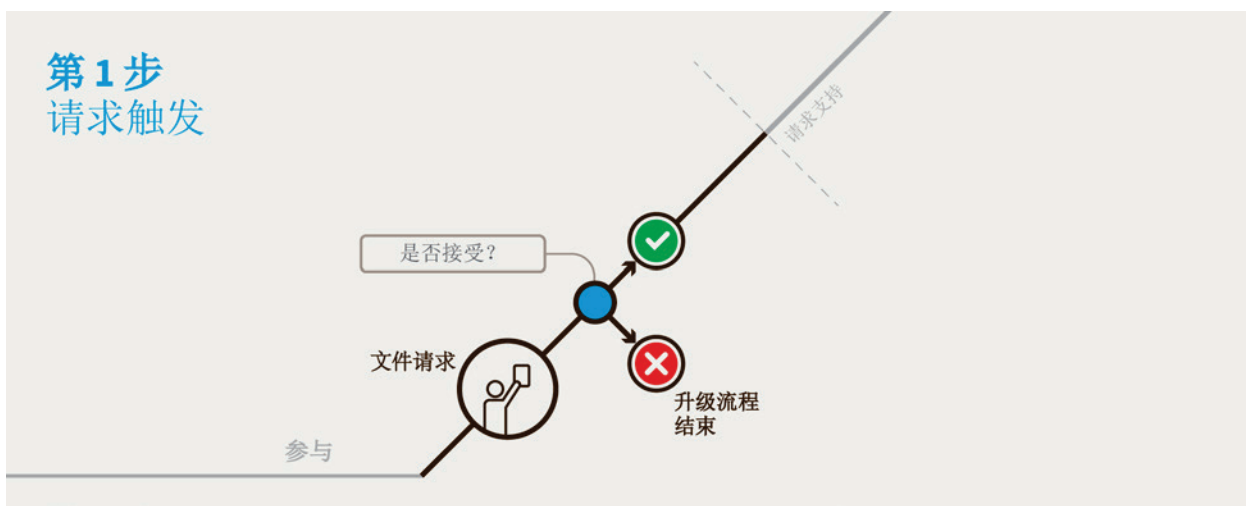 第 1 步
请求触发
请求支持
是否接受？
文件请求
升级流程
结束
参与